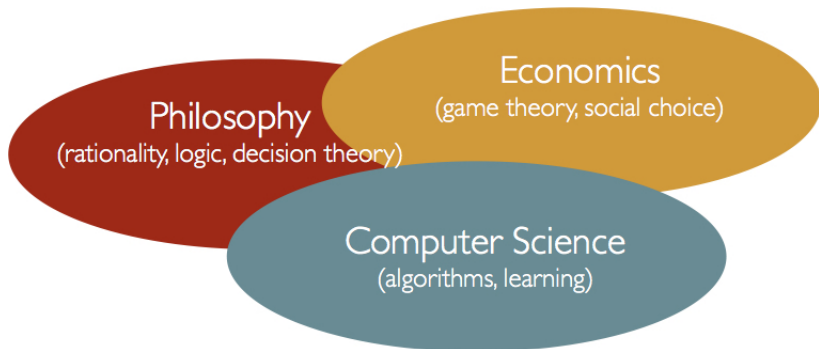 Philosophy
(rationality, logic, decision theory)
Economics
(game theory, social choice)
Computer Science
(algorithms, learning)